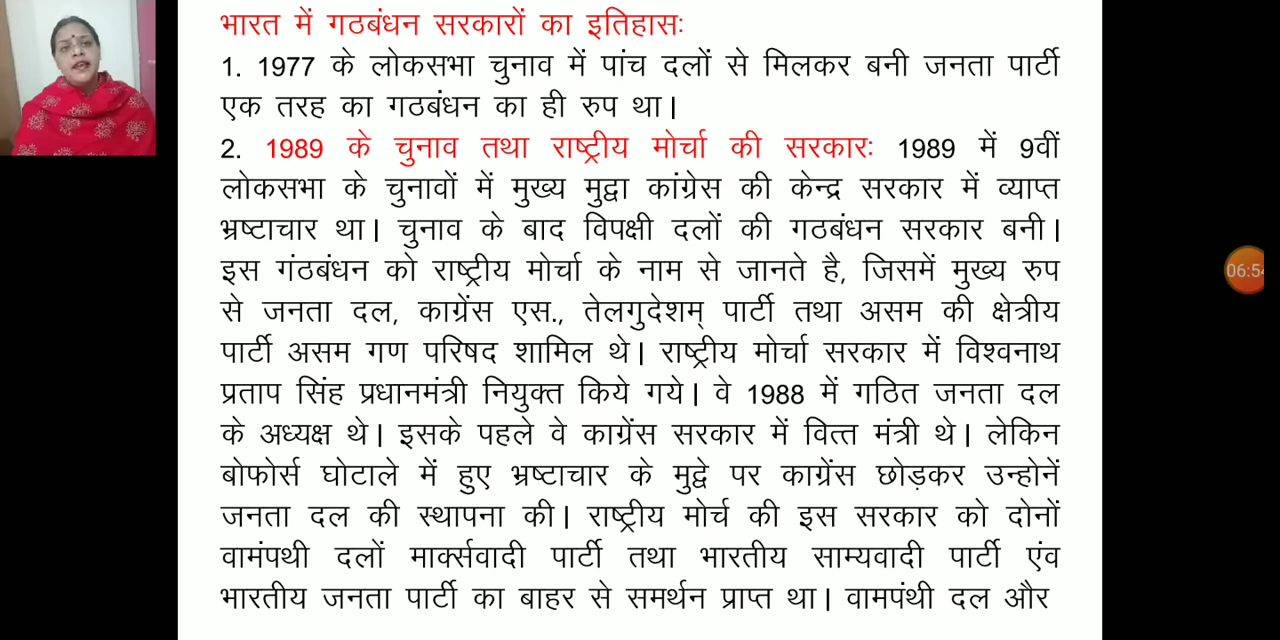 भारत में गठबंधन सरकारों का इतिहासः
1. 1977 के लोकसभा चुनाव में पांच दलों से मिलकर बनी जनता पार्टी
एक तरह का गठबंधन का ही रुप था।
2. 1989 के चुनाव तथा राष्ट्रीय मोर्चा की सरकारः 1989 में 9वीं
लोकसभा के चुनावों में मुख्य मुद्वा कांग्रेस की केन्द्र सरकार में व्याप्त
भ्रष्टाचार था। चुनाव के बाद विपक्षी दलों की गठबंधन सरकार बनी।
इस गंठबंधन को राष्ट्रीय मोर्चा के नाम से जानते है, जिसमें मुख्य रुप
से जनता दल, काग्रेंस एस., तेलगुदेशम् पार्टी तथा असम की क्षेत्रीय
पार्टी असम गण परिषद शामिल थे। राष्ट्रीय मोर्चा सरकार में विश्वनाथ
प्रताप सिंह प्रधानमंत्री नियुक्त किये गये। वे 1988 में गठित जनता दल
के अध्यक्ष थे। इसके पहले वे काग्रेंस सरकार में वित्त मंत्री थे। लेकिन
बोफोर्स घोटाले में हुए भ्रष्टाचार के मुद्वे पर काग्रेंस छोड़कर उन्होनें
जनता दल की स्थापना की। राष्ट्रीय मोर्च की इस सरकार को दोनों
वामंपथी दलों मार्क्सवादी पार्टी तथा भारतीय साम्यवादी पार्टी एंव
भारतीय जनता पार्टी का बाहर से समर्थन प्राप्त था। वामपंथी दल और
06:54